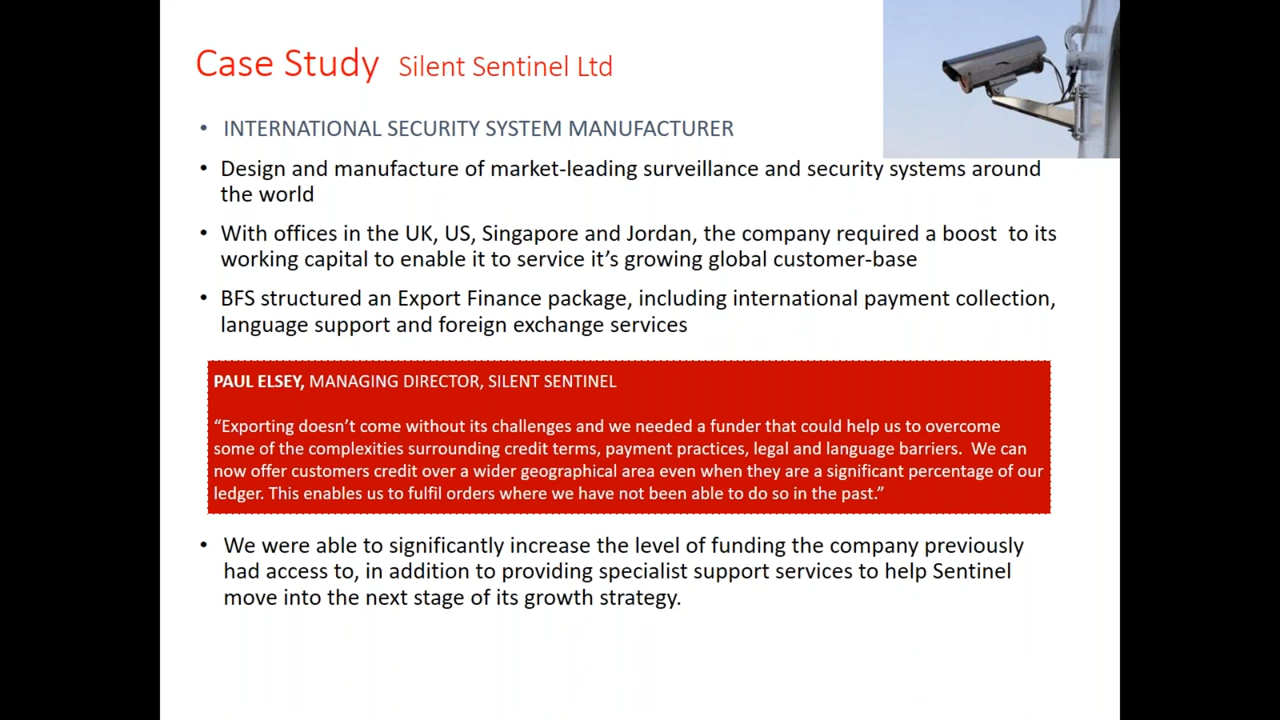 Case Study Silent Sentinel Ltd
• INTERNATIONAL SECURITY SYSTEM MANUFACTURER
• Design and manufacture of market-leading surveillance and security systems around
the world
• With offices in the UK, US, Singapore and Jordan, the company required a boost  to its
working capital to enable it to service it’s growing global customer-base
• BFS structured an Export Finance package, including international payment collection,
language support and foreign exchange services
PAUL ELSEY, MANAGING DIRECTOR, SILENT SENTINEL
“Exporting doesn’t come without its challenges and we needed a funder that could help us to overcome
some of the complexities surrounding credit terms, payment practices, legal and language barriers.  We can
now offer customers credit over a wider geographical area even when they are a significant percentage of our
ledger. This enables us to fulfil orders where we have not been able to do so in the past.”
• We were able to significantly increase the level of funding the company previously
had access to, in addition to providing specialist support services to help Sentinel
move into the next stage of its growth strategy.